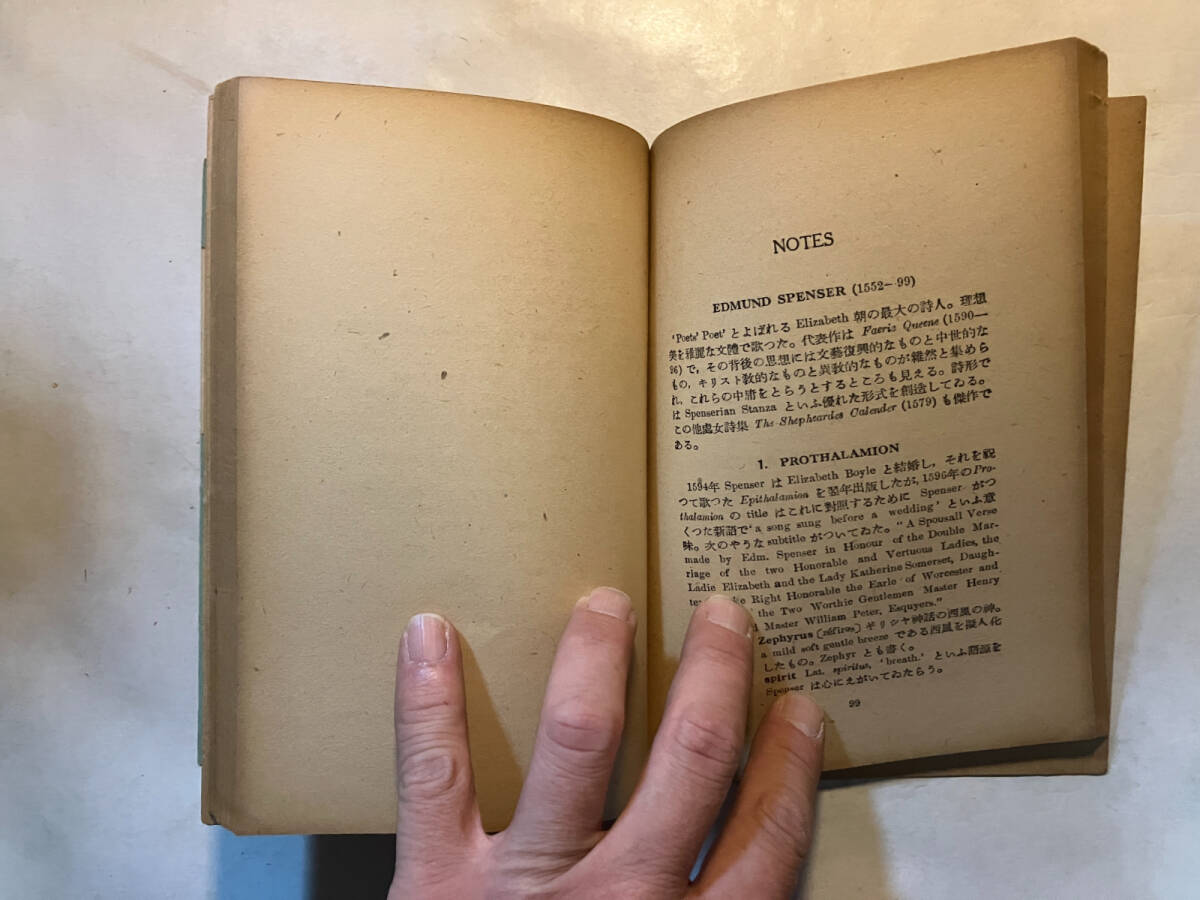 NOTES
EDMUND SPENSER (1552—99)
'Poets' Poet' とよばれる Elizabeth 朝の最大の詩人。理想
美を雅麗な文體で歌つた。代表作は Faerie Queene (1590—
96) で，その背後の思想には文藝復興的なものと中世的な
もの，キリスト敎的なものと異敎的なものが雜然と集めら
れ，これらの中庸をとらうとするところも見える。詩形で
は Spenserian Stanza といふ優れた形式を創造してゐる。
この他處女詩集 The Shepheardes Calender (1579) も傑作で
ある。
1. PROTHALAMION
1594年 Spenser は Elizabeth Boyle と結婚し，それを祝
つて歌つた Epithalamion を翌年出版したが，1596年の Pro-
thalamion の title はこれに對照するために Spenser がつ
くつた新語で 'a song sung before a wedding' といふ意
味。次のやうな subtitle がついてゐた。 "A Spousall Verse
made by Edm. Spenser in Honour of the Double Mar-
riage of the two Honorable and Vertuous Ladies, the
Ladie Elizabeth and the Lady Katherine Somerset, Daugh-
Right Honorable the Earle of Worcester and
the Two Worthie Gentlemen Master Henry
Master William Peter, Esquyers."
Zephyrus [zéfirəs] ギリシヤ神話の西風の神。
a mild soft gentle breeze である西風を擬人化
したもの。Zephyr とも書く。
spirit Lat. spiritus, 'breath.' といふ語源を
Spenser は心にえがいてゐたらう。
99